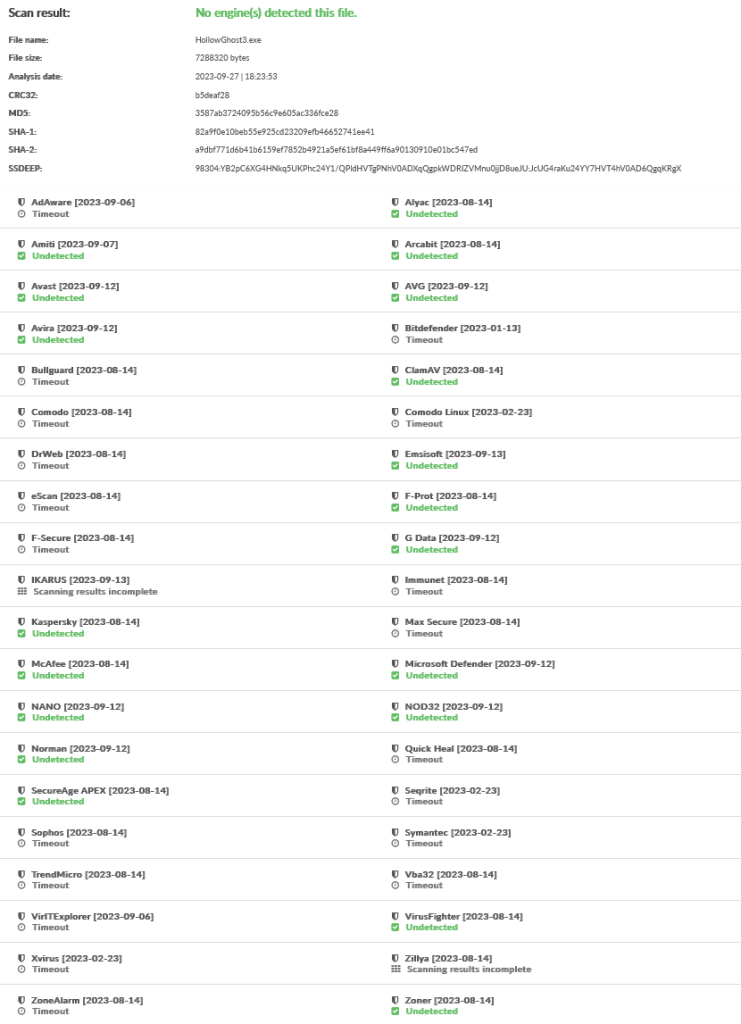 Scan result: No engine(s) detected this file.
File name: HollowGhost3.exe
File size: 7288320 bytes
Analysis date: 2023-09-27 | 18:23:53
CRC32: b5deaf28
MD5: 3587ab3724095b56c9e605ac336fce28
SHA-1: 82a9f0e10beb55e925cd23209efb46652741ee41
SHA-2: a9dbf771d6b41b6159ef7852b4921a5ef61bf8a449ff6a90130910e01bc547ed
SSDEEP: 98304:YB2pC6XG4HNkq5UKPhc24Y1/QPldHVTgPNhV0ADXqQgpkWDRlZVMnu0jjD8ueJU:JcUG4raKu24YY7HVT4hV0AD6QgqKRgX
AdAware [2023-09-06] Alyac [2023-08-14]
Timeout Undetected
Amiti [2023-09-07] Arcabit [2023-08-14]
Undetected Undetected
Avast [2023-09-12] AVG [2023-09-12]
Undetected Undetected
Avira [2023-09-12] Bitdefender [2023-01-13]
Undetected Timeout
Bullguard [2023-08-14] ClamAV [2023-08-14]
Timeout Undetected
Comodo [2023-08-14] Comodo Linux [2023-02-23]
Timeout Timeout
DrWeb [2023-08-14] Emsisoft [2023-09-13]
Timeout Undetected
eScan [2023-08-14] F-Prot [2023-08-14]
Timeout Undetected
F-Secure [2023-08-14] G Data [2023-09-12]
Timeout Undetected
IKARUS [2023-09-13] Immunet [2023-08-14]
Scanning results incomplete Timeout
Kaspersky [2023-08-14] Max Secure [2023-08-14]
Undetected Timeout
McAfee [2023-08-14] Microsoft Defender [2023-09-12]
Undetected Undetected
NANO [2023-09-12] NOD32 [2023-09-12]
Undetected Undetected
Norman [2023-09-12] Quick Heal [2023-08-14]
Undetected Timeout
SecureAge APEX [2023-08-14] Seqrite [2023-02-23]
Undetected Timeout
Sophos [2023-08-14] Symantec [2023-02-23]
Timeout Timeout
TrendMicro [2023-08-14] Vba32 [2023-08-14]
Timeout Timeout
VirITExplorer [2023-09-06] VirusFighter [2023-08-14]
Timeout Undetected
Xvirus [2023-02-23] Zillya [2023-08-14]
Timeout Scanning results incomplete
ZoneAlarm [2023-08-14] Zoner [2023-08-14]
Timeout Undetected